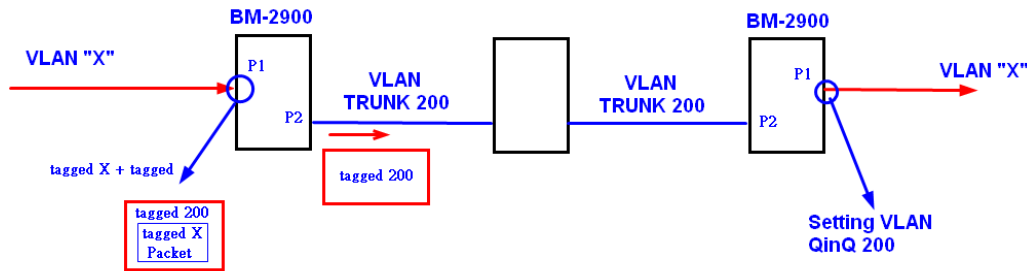 BM-2900
BM-2900
VLAN "X"
P1
VLAN
TRUNK 200
VLAN
TRUNK 200
P1
VLAN "X"
P2
P2
tagged X + tagged
tagged 200
tagged 200
tagged X
Packet
Setting VLAN
QinQ 200